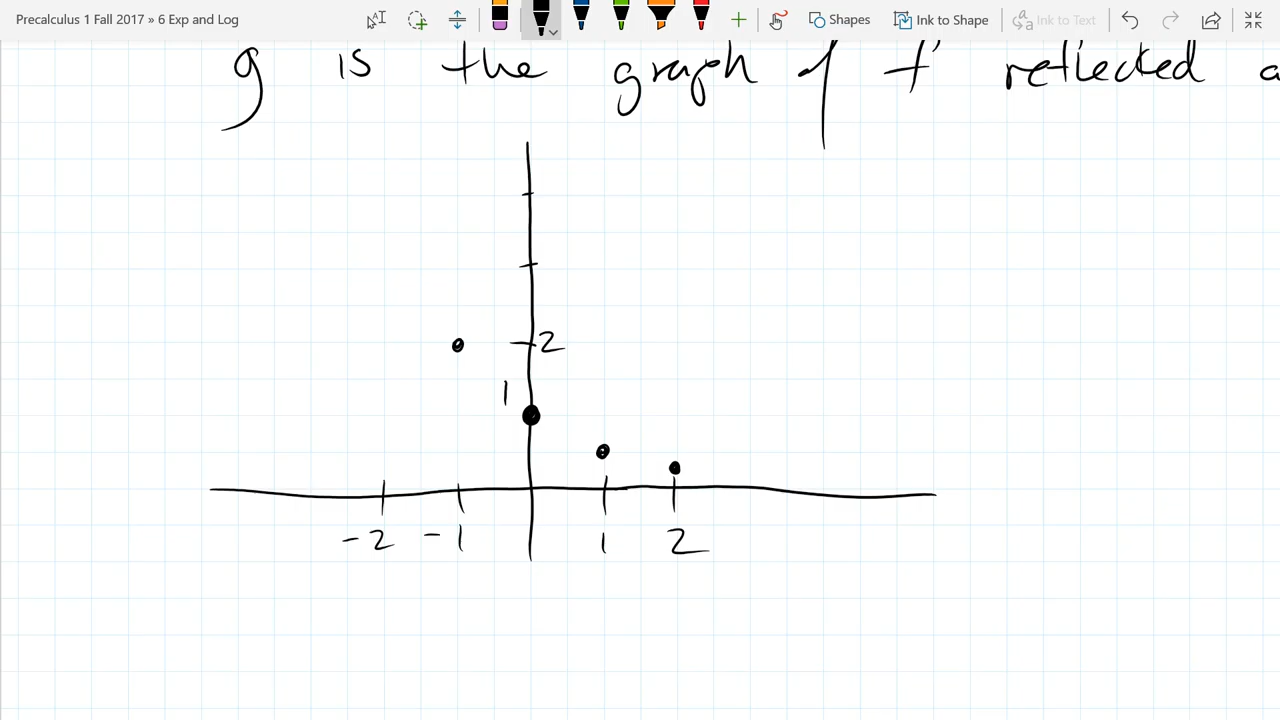 Precalculus 1 Fall 2017 » 6 Exp and Log
Shapes
Ink to Shape
Ink to Text
g is the graph of f reflected a
2
1
-2 -1 1 2